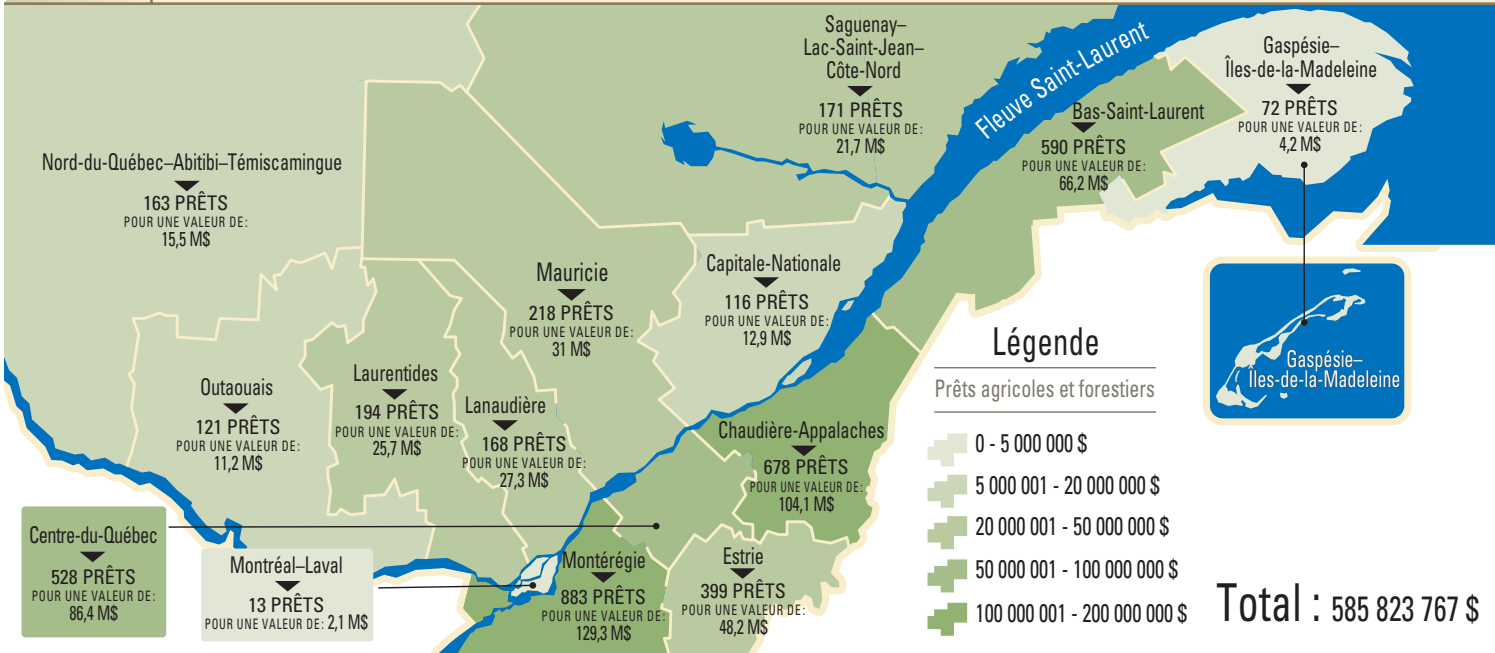 Saguenay–
Lac-Saint-Jean–
Côte-Nord
171 PRÊTS
POUR UNE VALEUR DE:
21,7 M$
Fleuve Saint-Laurent
Gaspésie–
Îles-de-la-Madeleine
72 PRÊTS
POUR UNE VALEUR DE:
4,2 M$
Bas-Saint-Laurent
590 PRÊTS
POUR UNE VALEUR DE:
66,2 M$
Nord-du-Québec–Abitibi–Témiscamingue
163 PRÊTS
POUR UNE VALEUR DE:
15,5 M$
Mauricie
218 PRÊTS
POUR UNE VALEUR DE:
31 M$
Capitale-Nationale
116 PRÊTS
POUR UNE VALEUR DE:
12,9 M$
Outaouais
121 PRÊTS
POUR UNE VALEUR DE:
11,2 M$
Laurentides
194 PRÊTS
POUR UNE VALEUR DE:
25,7 M$
Lanaudière
168 PRÊTS
POUR UNE VALEUR DE:
27,3 M$
Chaudière-Appalaches
678 PRÊTS
POUR UNE VALEUR DE:
104,1 M$
Centre-du-Québec
528 PRÊTS
POUR UNE VALEUR DE:
86,4 M$
Montréal–Laval
13 PRÊTS
POUR UNE VALEUR DE: 2,1 M$
Montérégie
883 PRÊTS
POUR UNE VALEUR DE:
129,3 M$
Estrie
399 PRÊTS
POUR UNE VALEUR DE:
48,2 M$
Gaspésie–
Îles-de-la-Madeleine
Légende
Prêts agricoles et forestiers
0 - 5 000 000 $
5 000 001 - 20 000 000 $
20 000 001 - 50 000 000 $
50 000 001 - 100 000 000 $
100 000 001 - 200 000 000 $
Total : 585 823 767 $